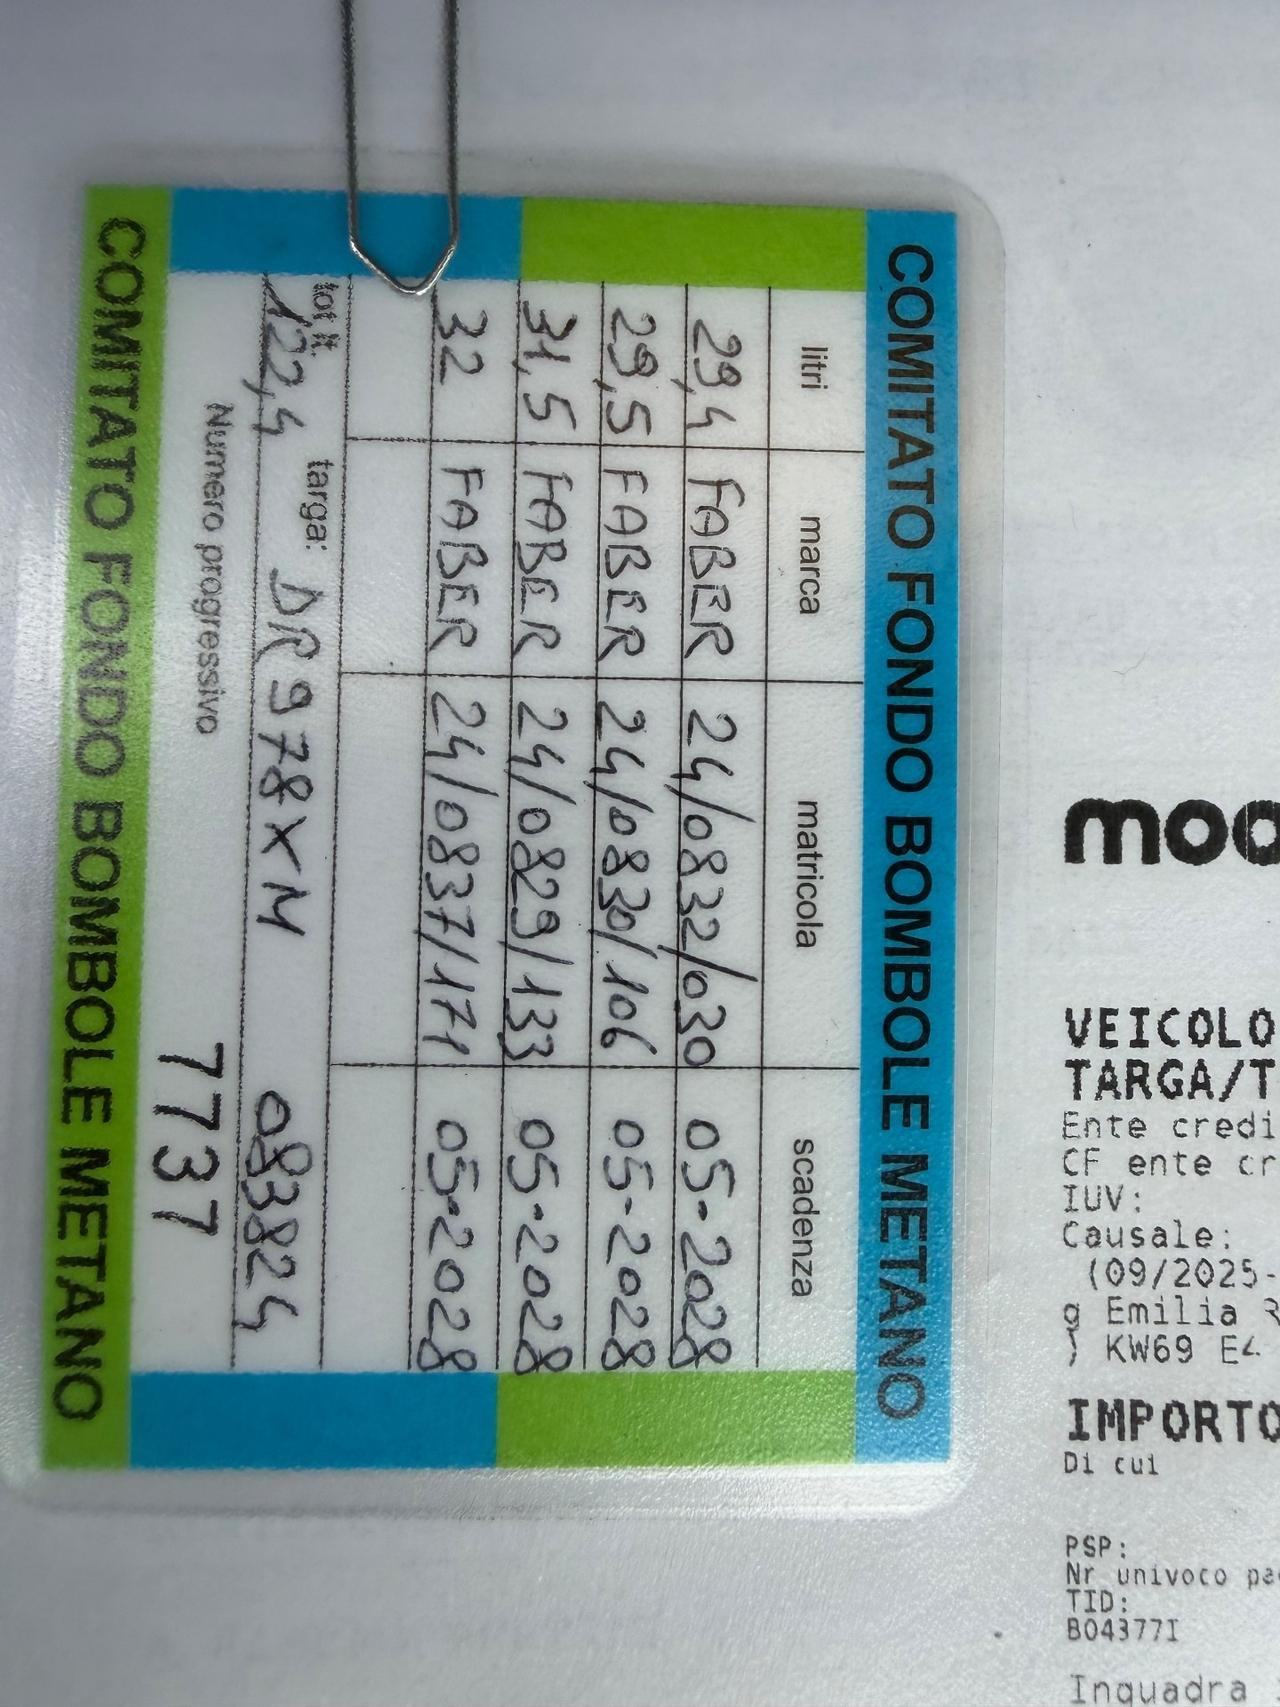 COMITATO FONDO BOMBOLE METANO
litri marca matricola scadenza
29,4 FABER 24/0832/030 05-2028
29,5 FABER 24/0830/106 05-2028
31,5 FABER 24/0829/133 05-2028
32 FABER 24/0837/171 05-2028
tot lt. targa:
122,4 DR978XM 083824
Numero progressivo 7737
COMITATO FONDO BOMBOLE METANO
moo
VEICOLO
TARGA/T
Ente credi
CF ente cr
IUV:
Causale:
(09/2025-
g Emilia R
) KW69 E4
IMPORTO
Di cui
PSP:
Nr univoco pa
TID:
B04377I
Inquadra